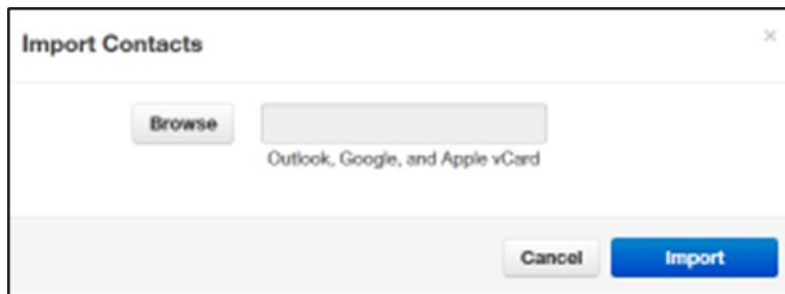 Import Contacts ×
Browse
Outlook, Google, and Apple vCard
Cancel Import